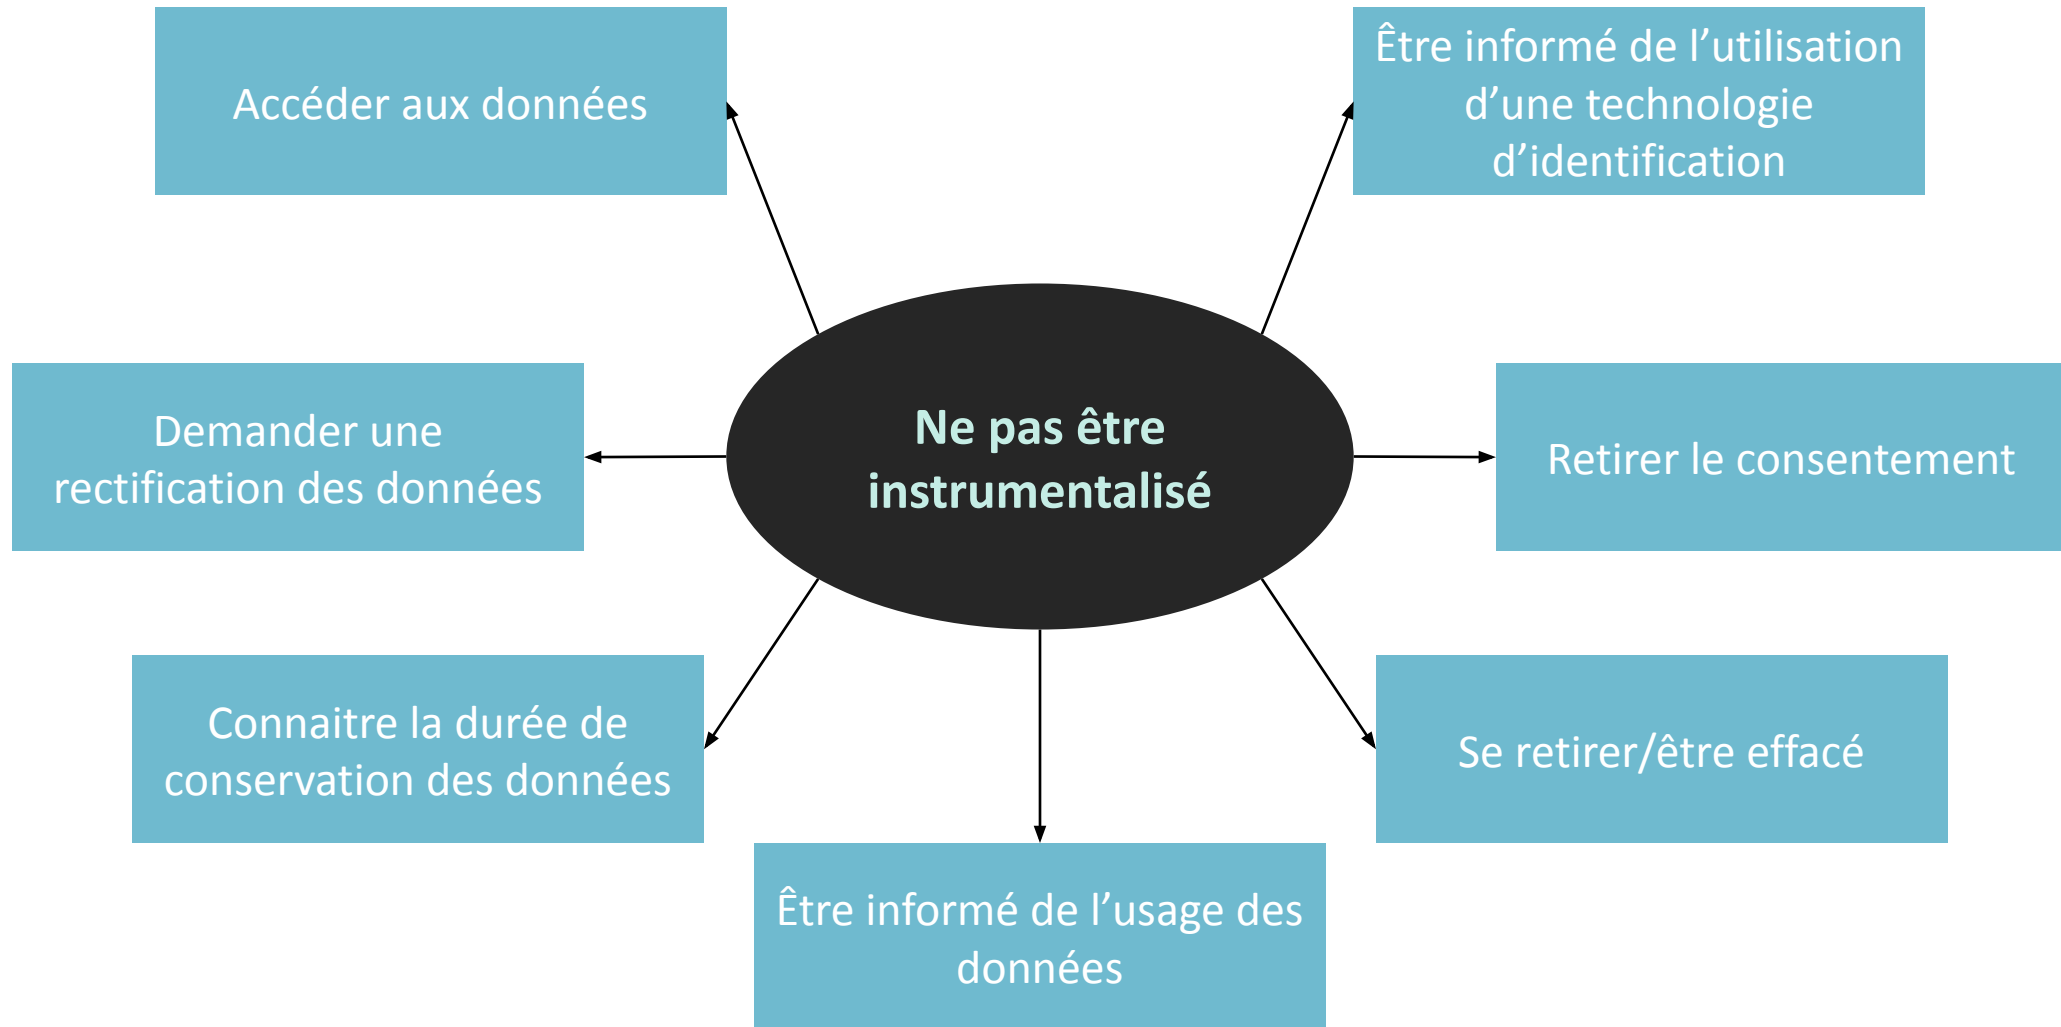 Accéder aux données
Être informé de l’utilisation
d’une technologie
d’identification
Demander une
rectification des données
Ne pas être
instrumentalisé
Retirer le consentement
Connaitre la durée de
conservation des données
Se retirer/être effacé
Être informé de l’usage des
données